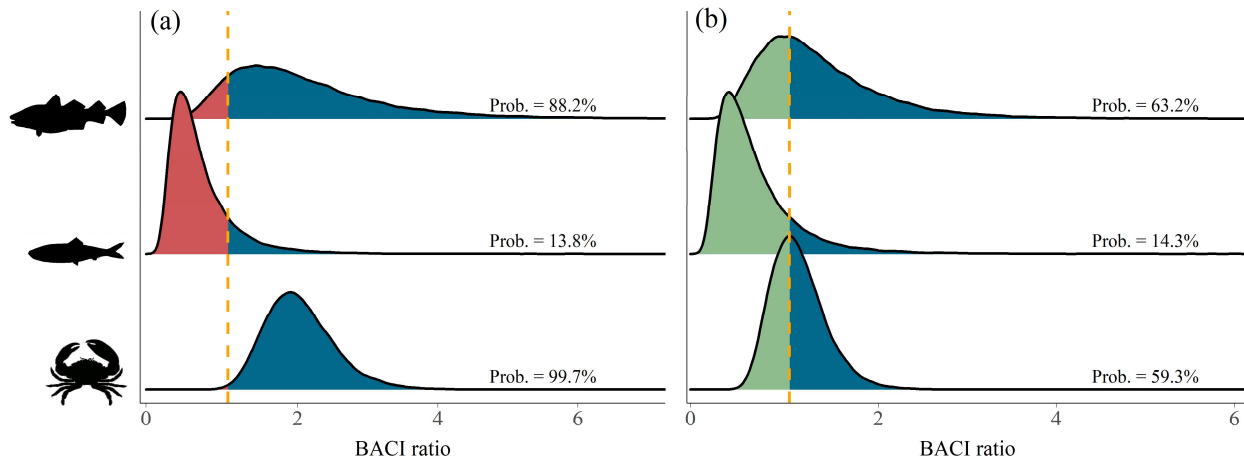 (a)
(b)
Prob. = 88.2%
Prob. = 63.2%
Prob. = 13.8%
Prob. = 14.3%
Prob. = 99.7%
Prob. = 59.3%
0 2 4 6
0 2 4 6
BACI ratio
BACI ratio